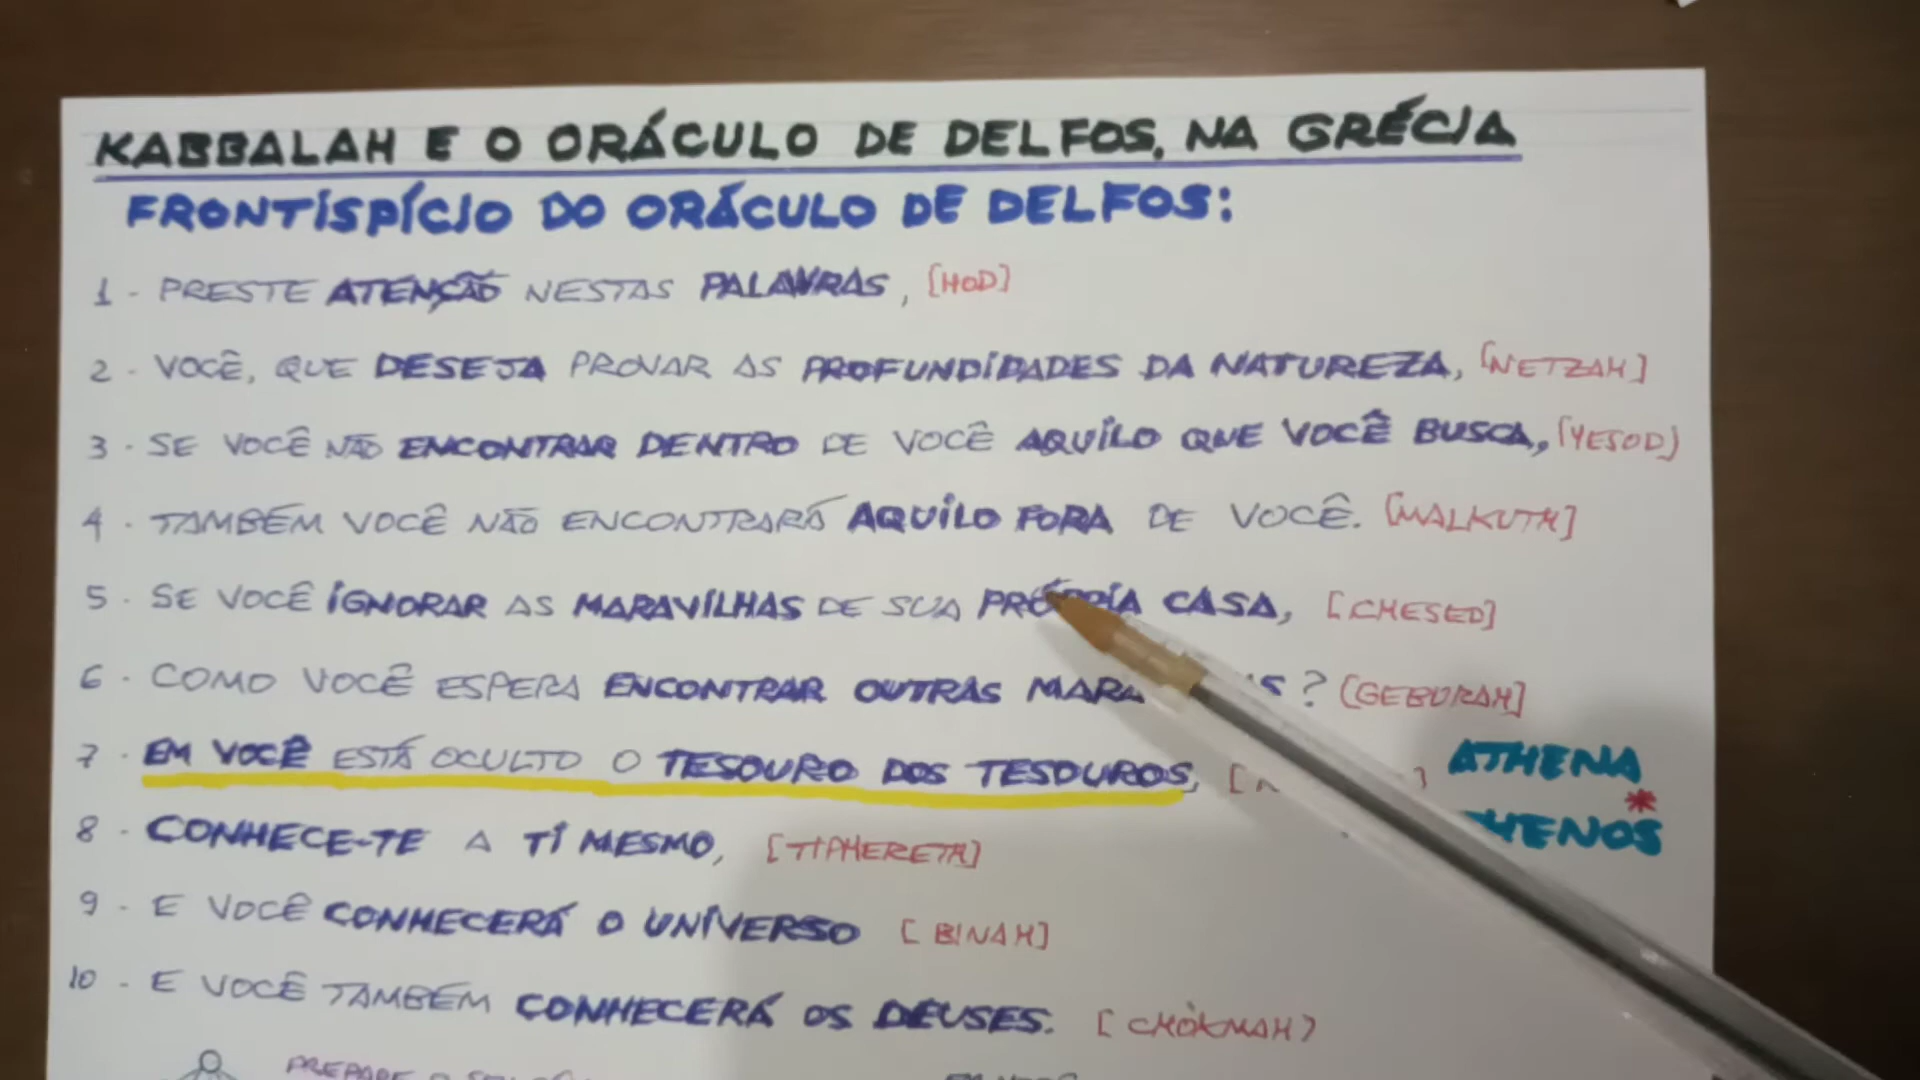 KABBALAH E O ORÁCULO DE DELFOS, NA GRÉCIA
FRONTISPÍCIO DO ORÁCULO DE DELFOS:
1 - PRESTE ATENÇÃO NESTAS PALAVRAS, [HOD]
2 - VOCÊ, QUE DESEJA PROVAR AS PROFUNDIDADES DA NATUREZA, [NETZAH]
3 - SE VOCÊ NÃO ENCONTRAR DENTRO DE VOCÊ AQUILO QUE VOCÊ BUSCA, [YESOD]
4 - TAMBÉM VOCÊ NÃO ENCONTRARÁ AQUILO FORA DE VOCÊ. [MALKUTH]
5 - SE VOCÊ IGNORAR AS MARAVILHAS DE SUA PRÓPRIA CASA, [CHESED]
6 - COMO VOCÊ ESPERA ENCONTRAR OUTRAS ? [GEBURAH]
7 - EM VOCÊ ESTÁ OCULTO O TESOURO DOS TESOUROS,
ATHENA
*
8 - CONHECE-TE A TI MESMO, [TIPHERETH]
9 - E VOCÊ CONHECERÁ O UNIVERSO [BINAH]
10 - E VOCÊ TAMBÉM CONHECERÁ OS DEUSES. [CHOKMAH)
PREPARE O